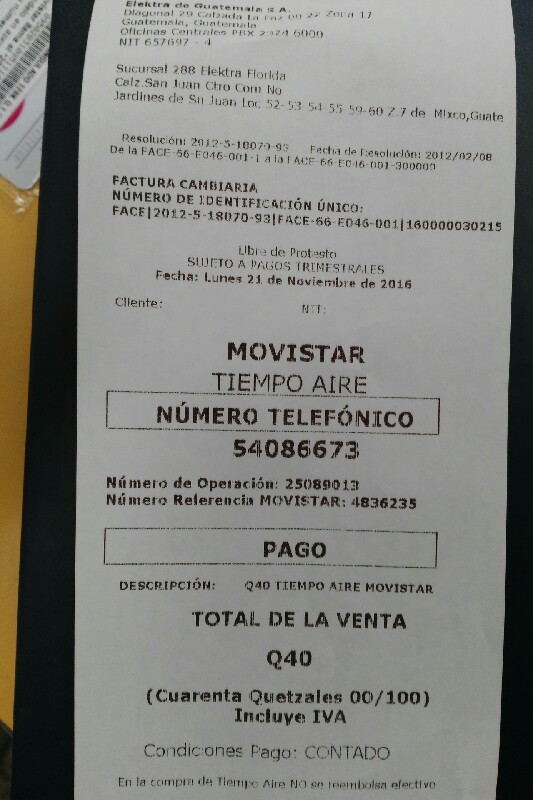 Elektra de Guatemala s A.
Diagonal 29 Calzada La Paz 00-27 Zona 17
Guatemala, Guatemala
Oficinas Centrales PBX 2324 6000
NIT 657697 - 4
Sucursal 288 Elektra Florida
Calz.San Juan Ctro Com No
Jardines de Sn Juan Loc 52-53-54-55-59-60 Z.7 de Mixco,Guate
Resolución: 2012-5-18070-93 Fecha de Resolución: 2012/02/08
De la FACE-66-E046-001-1 a la FACE-66-E046-001-300000
FACTURA CAMBIARIA
NÚMERO DE IDENTIFICACIÓN ÚNICO:
FACE|2012-5-18070-93|FACE-66-E046-001|160000030215
Libre de Protesto
SUJETO A PAGOS TRIMESTRALES
Fecha: Lunes 21 de Noviembre de 2016
Cliente: NIT:
MOVISTAR
TIEMPO AIRE
NÚMERO TELEFÓNICO
54086673
Número de Operación: 25089013
Número Referencia MOVISTAR: 4836235
PAGO
DESCRIPCIÓN: Q40 TIEMPO AIRE MOVISTAR
TOTAL DE LA VENTA
Q40
(Cuarenta Quetzales 00/100)
Incluye IVA
Condiciones Pago: CONTADO
En la compra de Tiempo Aire NO se reembolsa efectivo